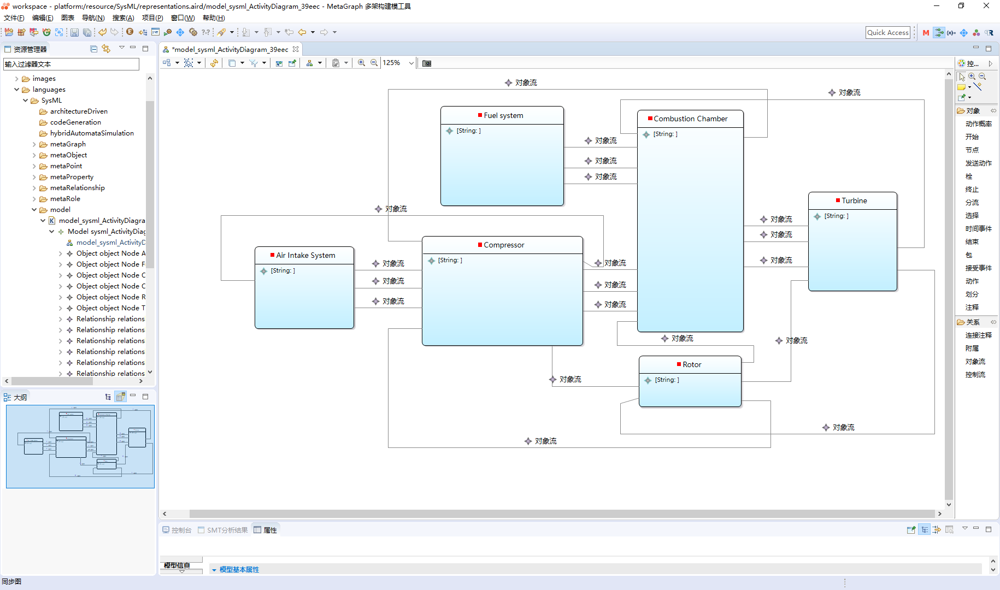 workspace - platform:/resource/SysML/representations.aird/model_sysml_ActivityDiagram_39eec - MetaGraph 多架构建模工具
文件(F) 编辑(E) 图表 导航(N) 搜索(A) 项目(P) 窗口(W) 帮助(H)
Quick Access
资源管理器
输入过滤器文本
images
languages
SysML
architectureDriven
codeGeneration
hybridAutomataSimulation
metaGraph
metaObject
metaPoint
metaProperty
metaRelationship
metaRole
model
model_sysml_ActivityDiagra
Model sysml_ActivityDiag
model_sysml_ActivityD
Object object Node A
Object object Node F
Object object Node C
Object object Node C
Object object Node R
Object object Node T
Relationship relations
Relationship relations
Relationship relations
Relationship relations
Relationship relations
Relationship relations
大纲
*model_sysml_ActivityDiagram_39eec
125%
对象流
对象流
Fuel system
[String: ]
Combustion Chamber
[String: ]
对象流
对象流
对象流
对象流
Turbine
[String: ]
对象流
对象流
对象流
Compressor
[String: ]
Air Intake System
[String: ]
对象流
对象流
对象流
对象流
对象流
对象流
对象流
对象流
Rotor
[String: ]
对象流
对象流
对象流
控...
对象
动作概率
开始
节点
发送动作
栓
终止
分流
选择
时间事件
结束
包
接受事件
动作
划分
注释
关系
连接注释
附属
对象流
控制流
控制台
SMT分析结果
属性
模型信息
模型基本属性
同步图